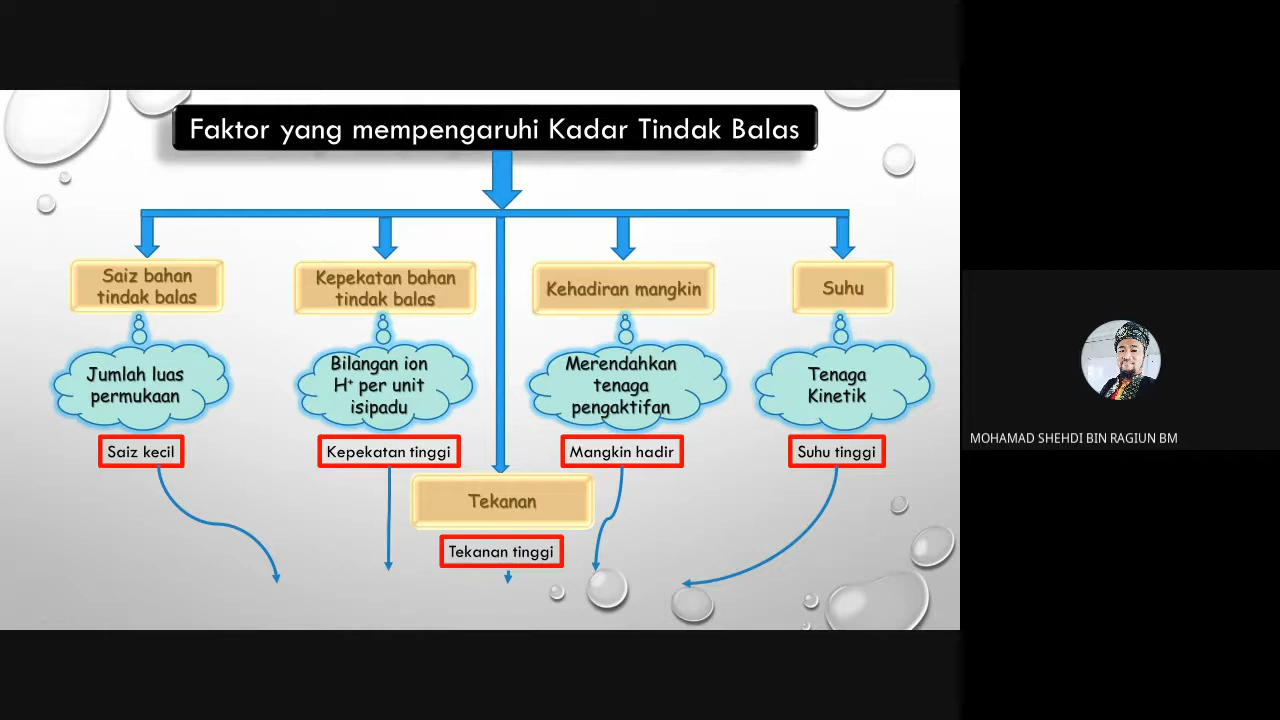 Faktor yang mempengaruhi Kadar Tindak Balas
Saiz bahan
tindak balas
Kepekatan bahan
tindak balas
Kehadiran mangkin
Suhu
Jumlah luas
permukaan
Bilangan ion
H⁺ per unit
isipadu
Merendahkan
tenaga
pengaktifan
Tenaga
Kinetik
Saiz kecil
Kepekatan tinggi
Mangkin hadir
Suhu tinggi
Tekanan
Tekanan tinggi
MOHAMAD SHEHDI BIN RAGIUN BM